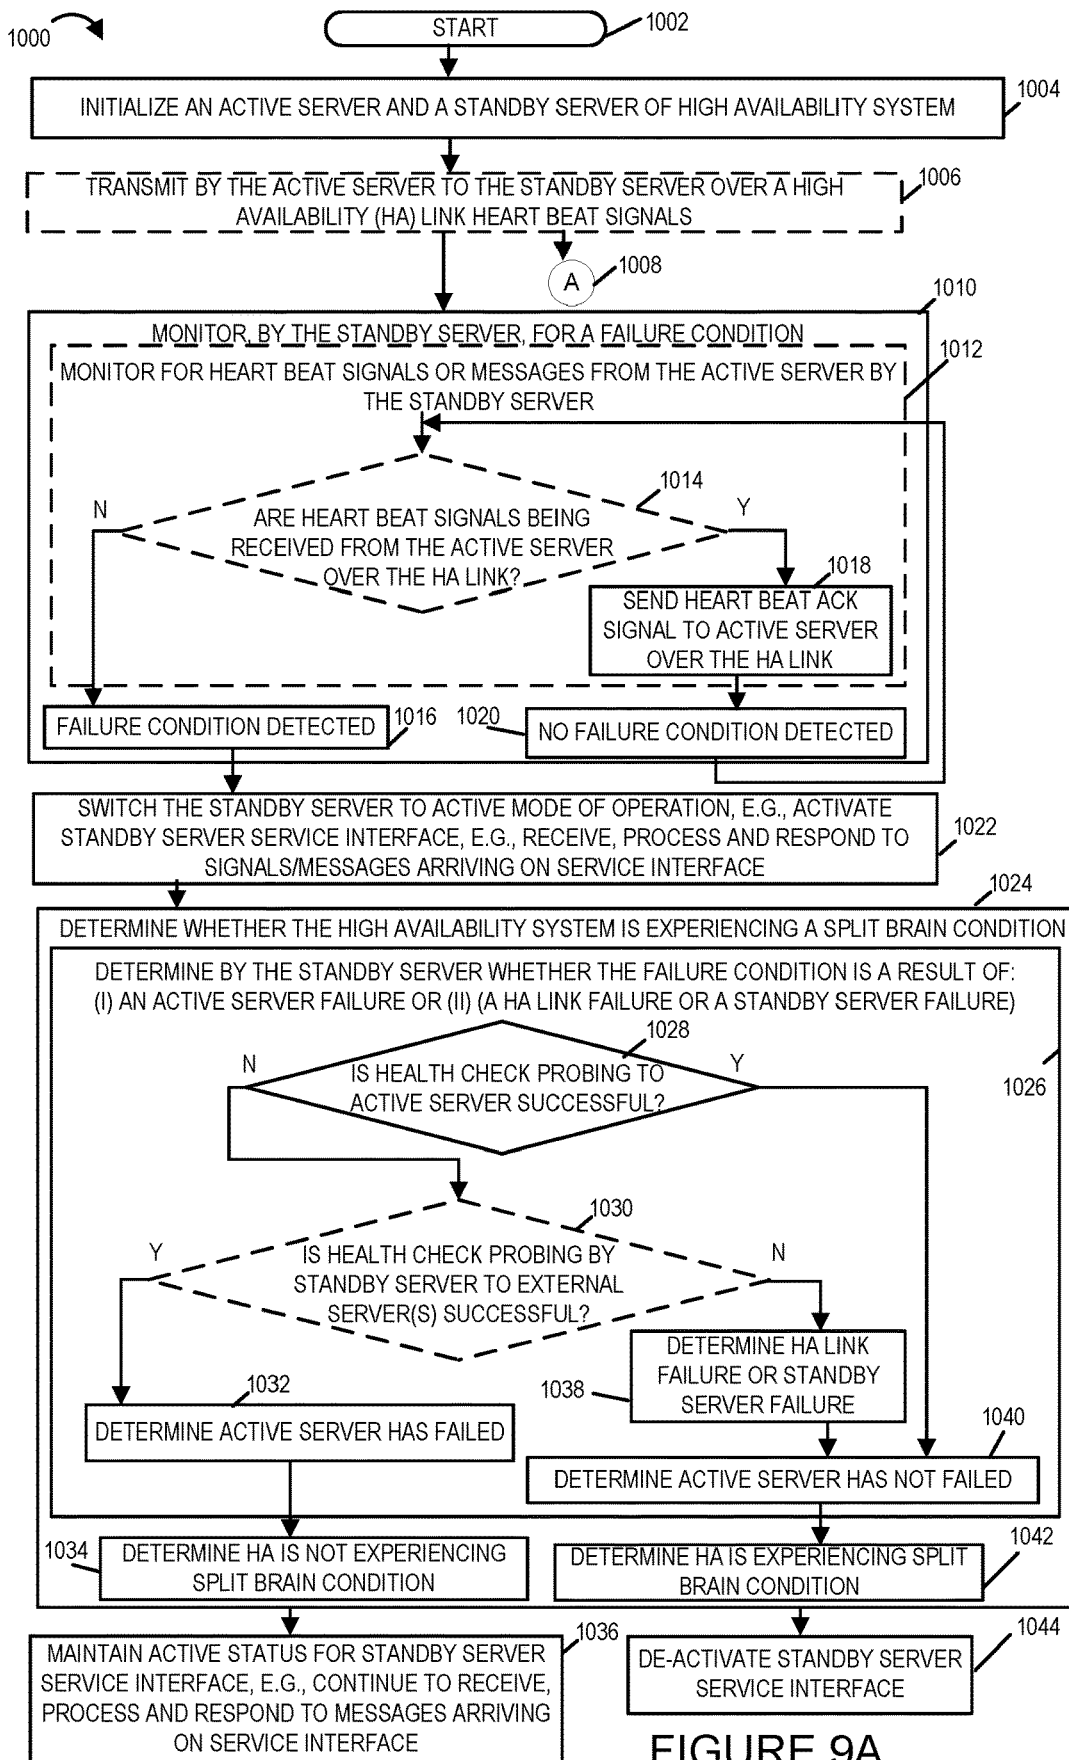 1000
START
1002
INITIALIZE AN ACTIVE SERVER AND A STANDBY SERVER OF HIGH AVAILABILITY SYSTEM
1004
TRANSMIT BY THE ACTIVE SERVER TO THE STANDBY SERVER OVER A HIGH
AVAILABILITY (HA) LINK HEART BEAT SIGNALS
1006
A
1008
1010
MONITOR, BY THE STANDBY SERVER, FOR A FAILURE CONDITION
1012
MONITOR FOR HEART BEAT SIGNALS OR MESSAGES FROM THE ACTIVE SERVER BY
THE STANDBY SERVER
1014
N
Y
ARE HEART BEAT SIGNALS BEING
RECEIVED FROM THE ACTIVE SERVER
OVER THE HA LINK?
1018
SEND HEART BEAT ACK
SIGNAL TO ACTIVE SERVER
OVER THE HA LINK
FAILURE CONDITION DETECTED
1016
1020
NO FAILURE CONDITION DETECTED
SWITCH THE STANDBY SERVER TO ACTIVE MODE OF OPERATION, E.G., ACTIVATE
STANDBY SERVER SERVICE INTERFACE, E.G., RECEIVE, PROCESS AND RESPOND TO
SIGNALS/MESSAGES ARRIVING ON SERVICE INTERFACE
1022
1024
DETERMINE WHETHER THE HIGH AVAILABILITY SYSTEM IS EXPERIENCING A SPLIT BRAIN CONDITION
DETERMINE BY THE STANDBY SERVER WHETHER THE FAILURE CONDITION IS A RESULT OF:
(I) AN ACTIVE SERVER FAILURE OR (II) (A HA LINK FAILURE OR A STANDBY SERVER FAILURE)
1028
N
Y
IS HEALTH CHECK PROBING TO
ACTIVE SERVER SUCCESSFUL?
1026
1030
Y
N
IS HEALTH CHECK PROBING BY
STANDBY SERVER TO EXTERNAL
SERVER(S) SUCCESSFUL?
DETERMINE HA LINK
FAILURE OR STANDBY
SERVER FAILURE
1038
1032
DETERMINE ACTIVE SERVER HAS FAILED
1040
DETERMINE ACTIVE SERVER HAS NOT FAILED
1034
DETERMINE HA IS NOT EXPERIENCING
SPLIT BRAIN CONDITION
DETERMINE HA IS EXPERIENCING SPLIT
BRAIN CONDITION
1042
MAINTAIN ACTIVE STATUS FOR STANDBY SERVER
SERVICE INTERFACE, E.G., CONTINUE TO RECEIVE,
PROCESS AND RESPOND TO MESSAGES ARRIVING
ON SERVICE INTERFACE
1036
DE-ACTIVATE STANDBY SERVER
SERVICE INTERFACE
1044
FIGURE 9A